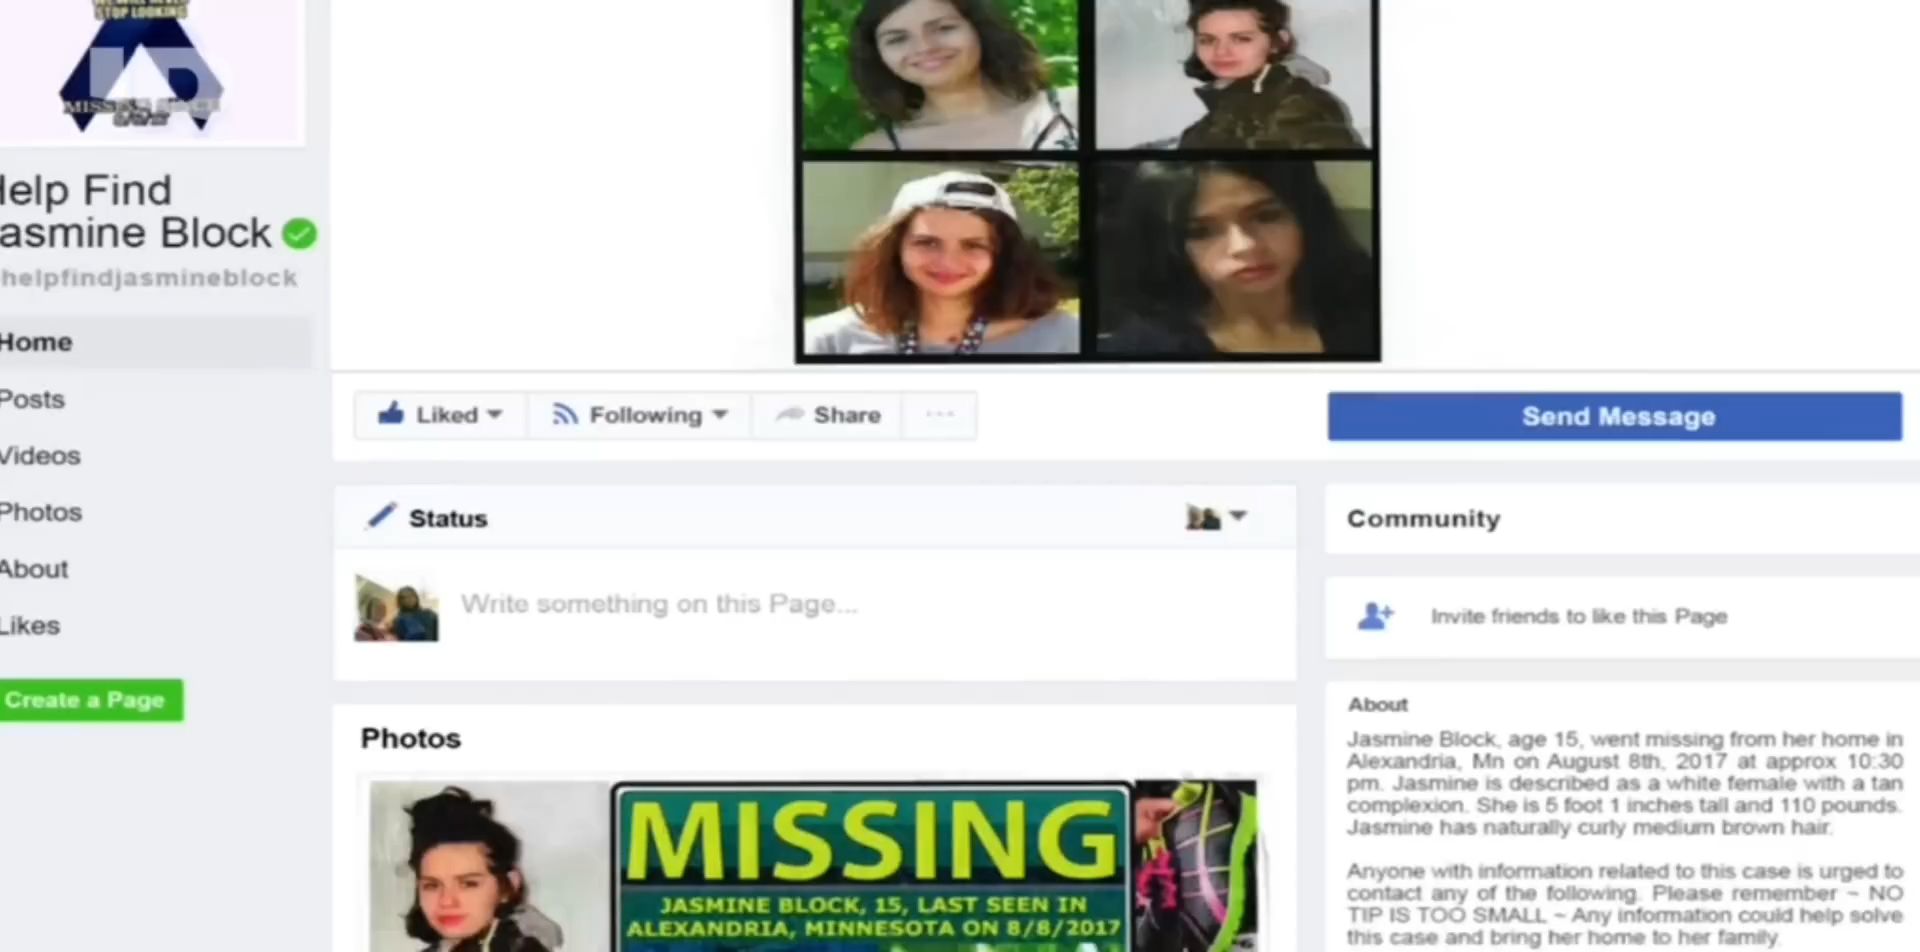 STOP LOOKING
ID
elp Find
asmine Block
helpfindjasmineblock
Home
Posts
Videos
Photos
About
Likes
Create a Page
Liked
Following
Share
Send Message
Status
Write something on this Page...
Photos
MISSING
JASMINE BLOCK, 15, LAST SEEN IN
ALEXANDRIA, MINNESOTA ON 8/8/2017
Community
Invite friends to like this Page
About
Jasmine Block, age 15, went missing from her home in
Alexandria, Mn on August 8th, 2017 at approx 10:30
pm. Jasmine is described as a white female with a tan
complexion. She is 5 foot 1 inches tall and 110 pounds.
Jasmine has naturally curly medium brown hair.
Anyone with information related to this case is urged to
contact any of the following. Please remember ~ NO
TIP IS TOO SMALL ~ Any information could help solve
this case and bring her home to her family.